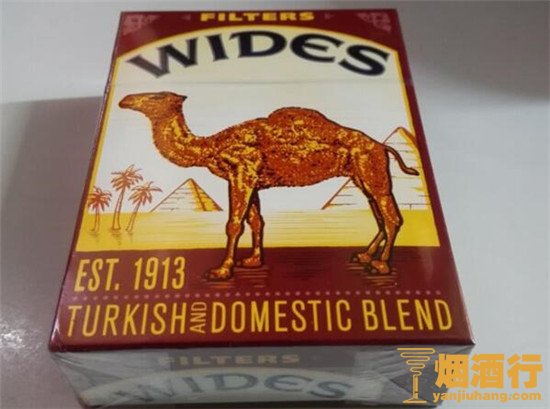 FILTERS
WIDES
EST. 1913
TURKISH AND DOMESTIC BLEND
FILTERS
WIDES
烟酒行
yanjiuhang.com